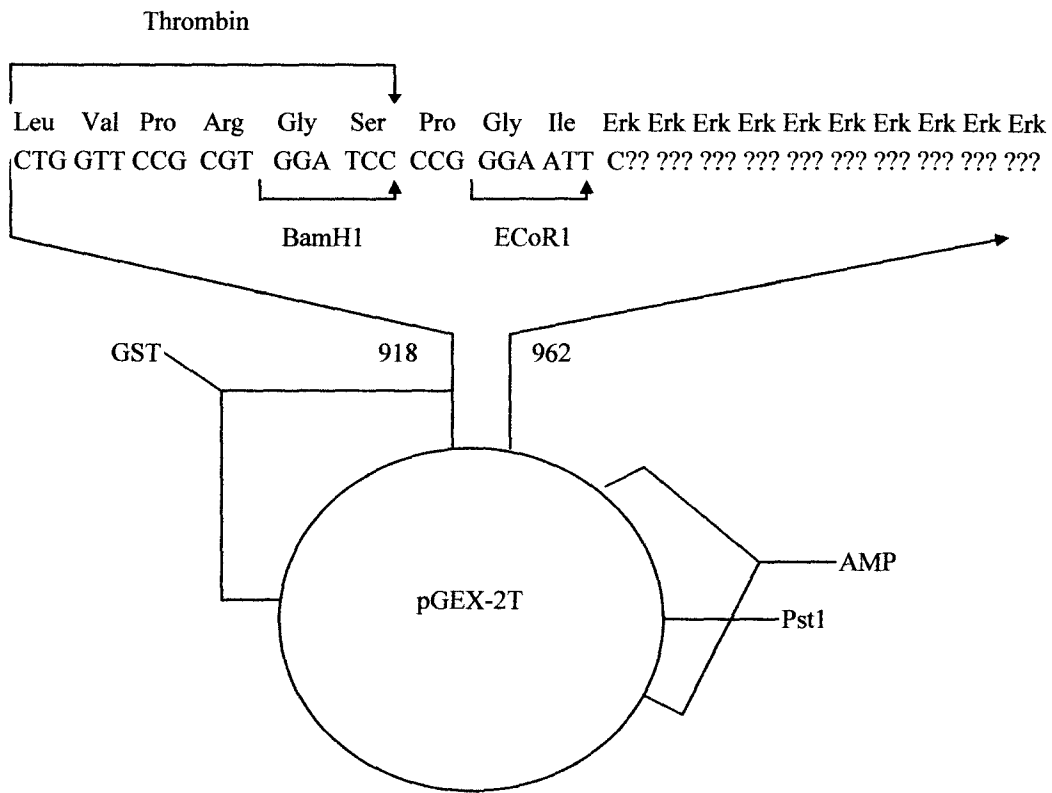 Thrombin
Leu Val Pro Arg Gly Ser Pro Gly Ile Erk Erk Erk Erk Erk Erk Erk Erk Erk Erk
CTG GTT CCG CGT GGA TCC CCG GGA ATT C?? ??? ??? ??? ??? ??? ??? ??? ??? ???
BamH1 ECoR1
GST 918 962
AMP
pGEX-2T
Pst1